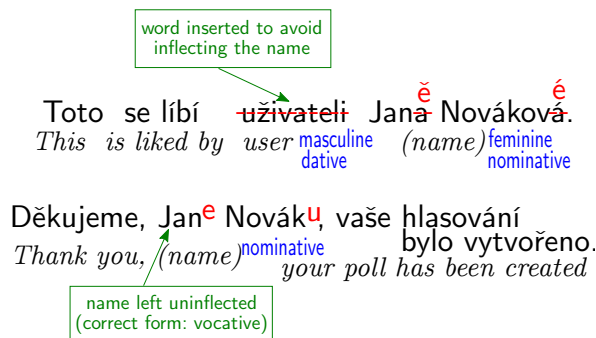 word inserted to avoid
inflecting the name
ě é
Toto se líbí uživateli Jana Nováková.
This is liked by user masculine dative (name) feminine nominative
Děkujeme, Jane Nováku, vaše hlasování
bylo vytvořeno.
Thank you, (name) nominative your poll has been created
name left uninflected
(correct form: vocative)